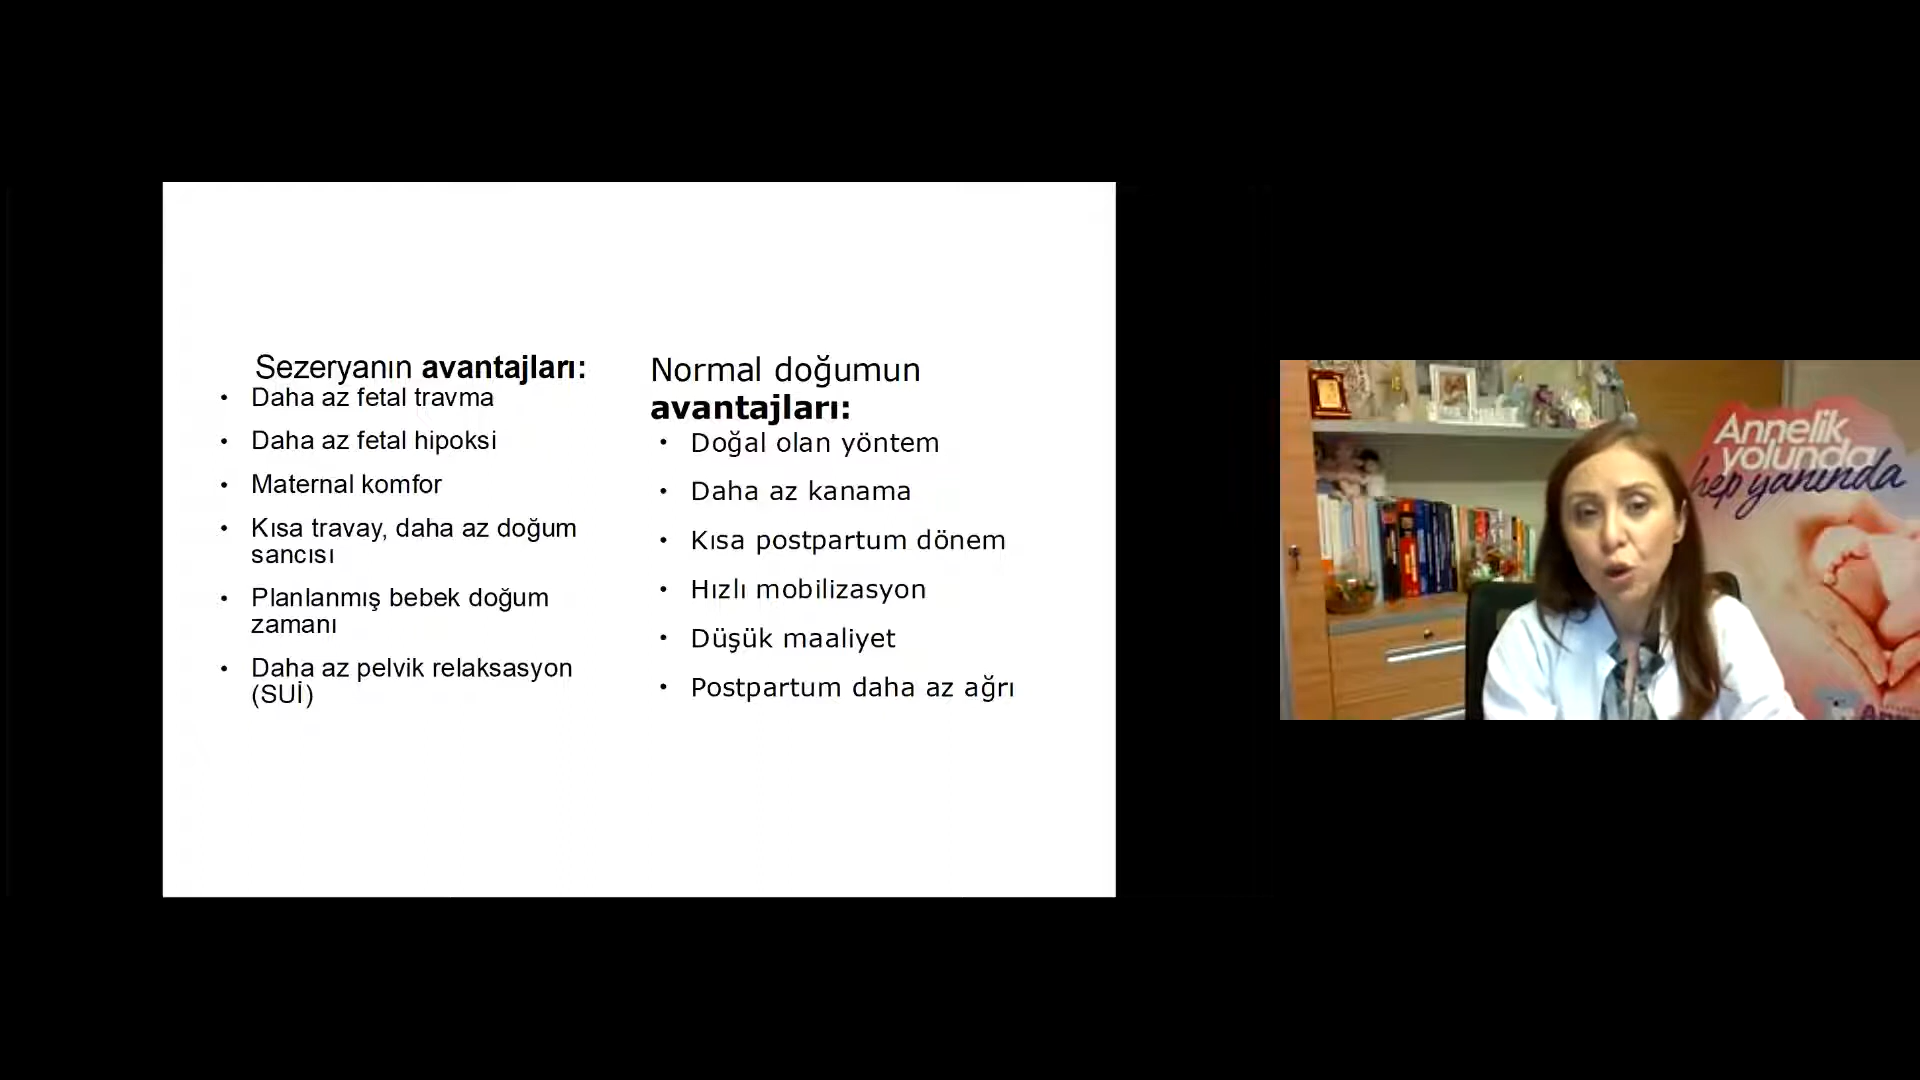 Sezeryanın avantajları:
• Daha az fetal travma
• Daha az fetal hipoksi
• Maternal komfor
• Kısa travay, daha az doğum
sancısı
• Planlanmış bebek doğum
zamanı
• Daha az pelvik relaksasyon
(SUİ)
Normal doğumun
avantajları:
• Doğal olan yöntem
• Daha az kanama
• Kısa postpartum dönem
• Hızlı mobilizasyon
• Düşük maaliyet
• Postpartum daha az ağrı
Annelik
yolunda
hep yanında